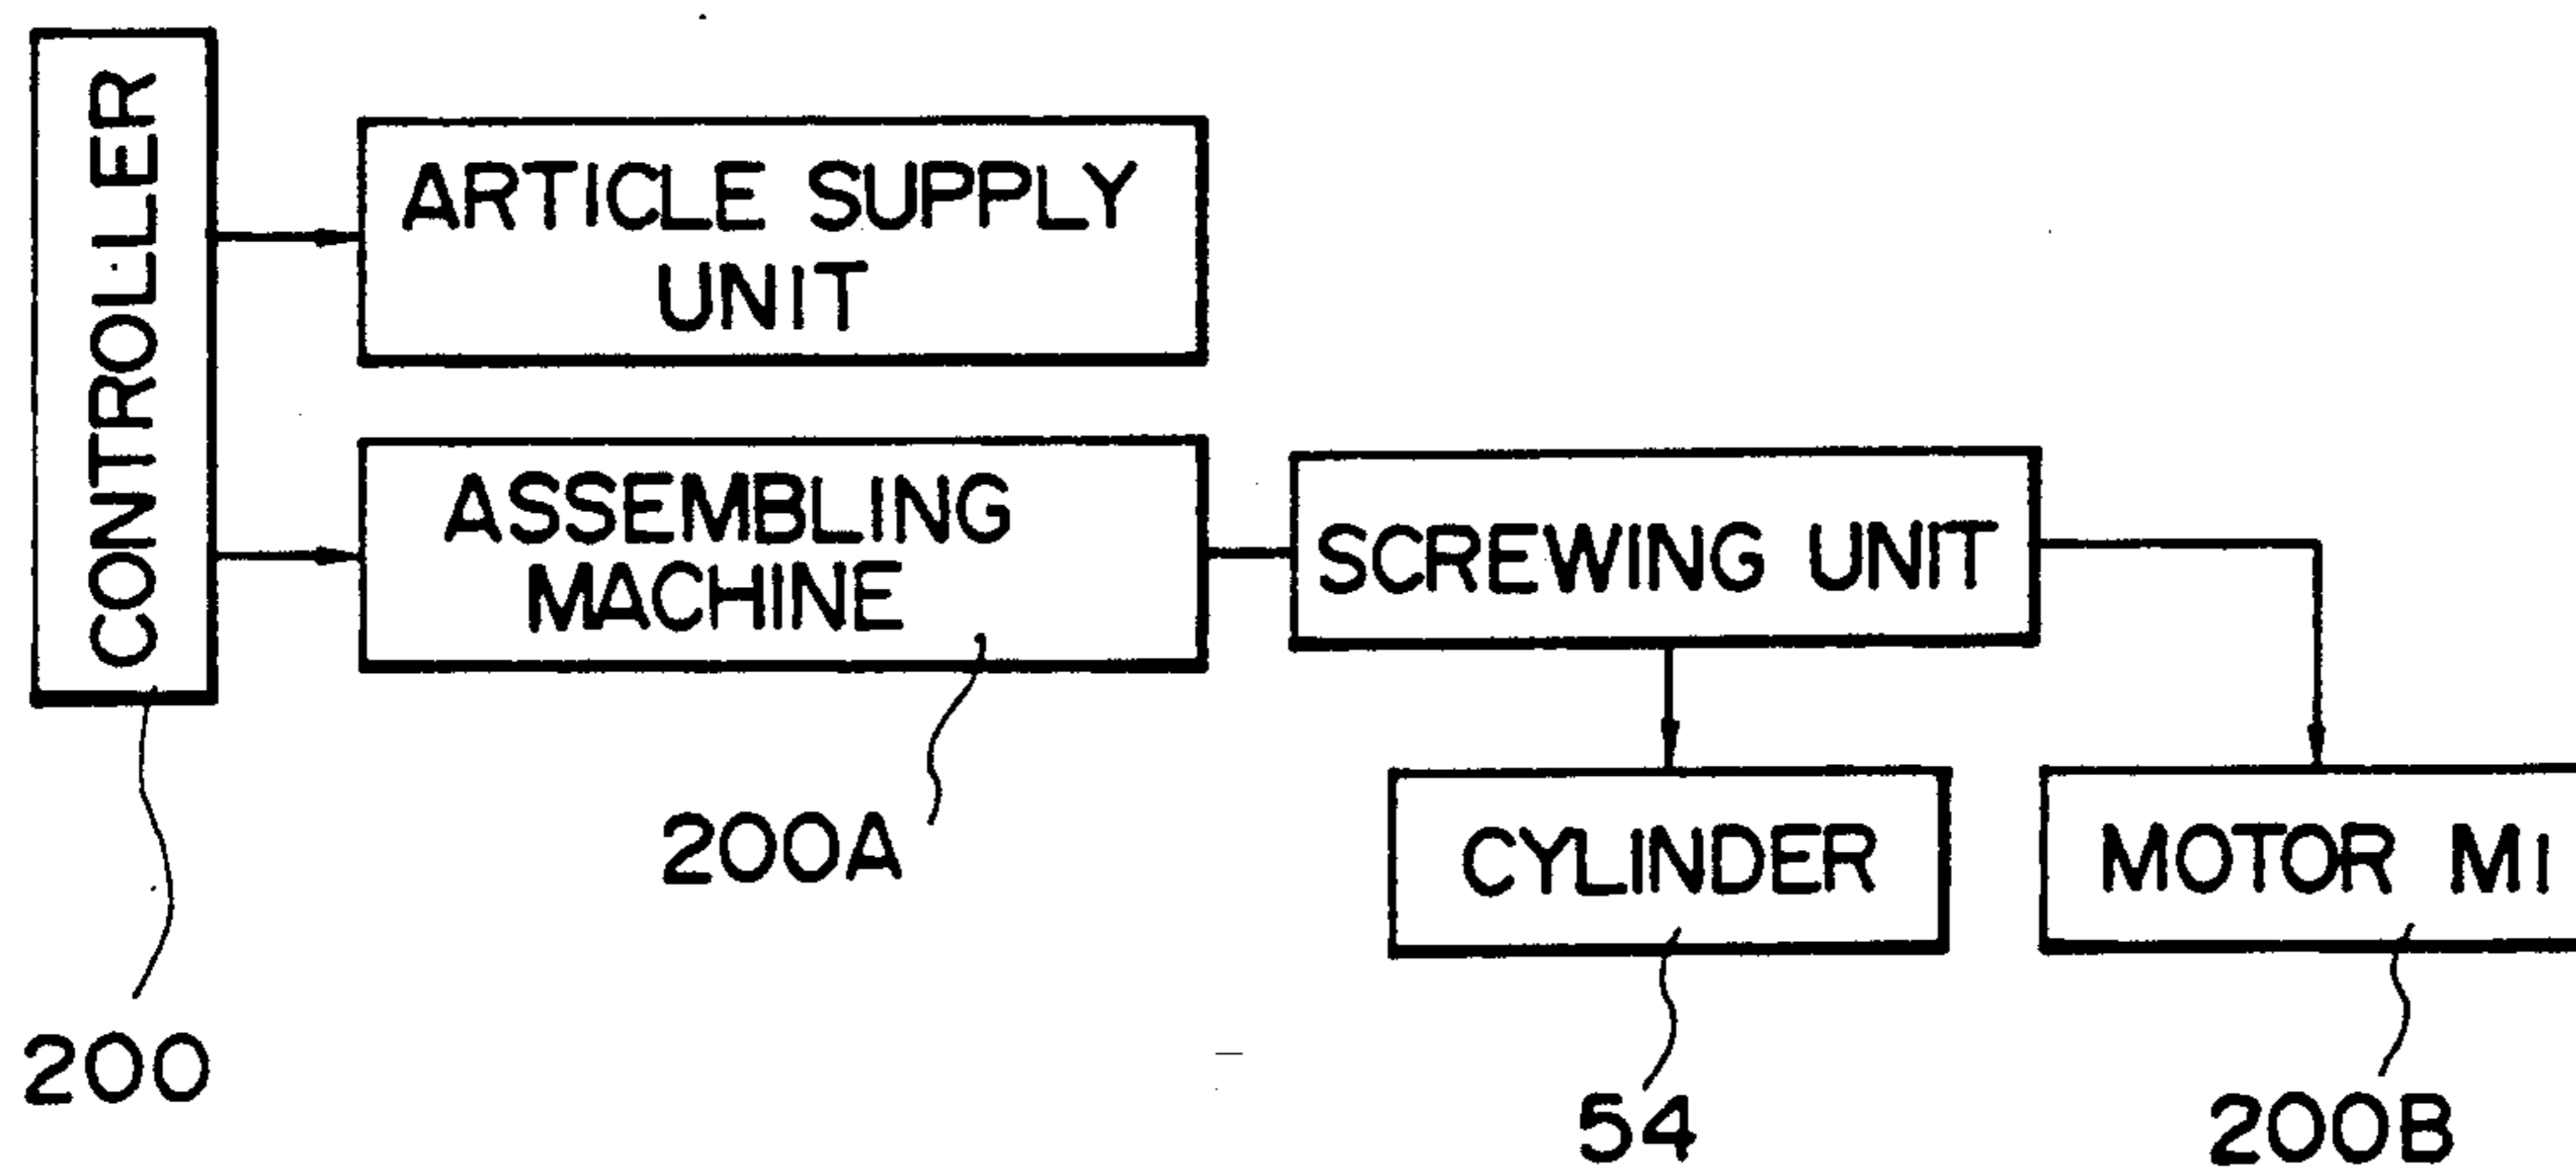 CONTROLLER
ARTICLE SUPPLY
UNIT
ASSEMBLING
MACHINE
SCREWING UNIT
200A
CYLINDER
MOTOR M1
200
54
200B